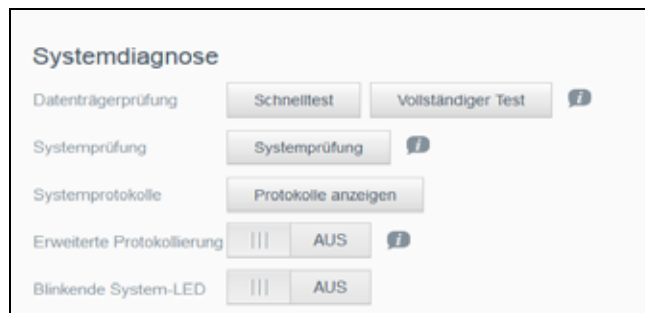 Systemdiagnose
Datenträgerprüfung Schnelltest Vollständiger Test i
Systemprüfung Systemprüfung i
Systemprotokolle Protokolle anzeigen
Erweiterte Protokollierung AUS i
Blinkende System-LED AUS